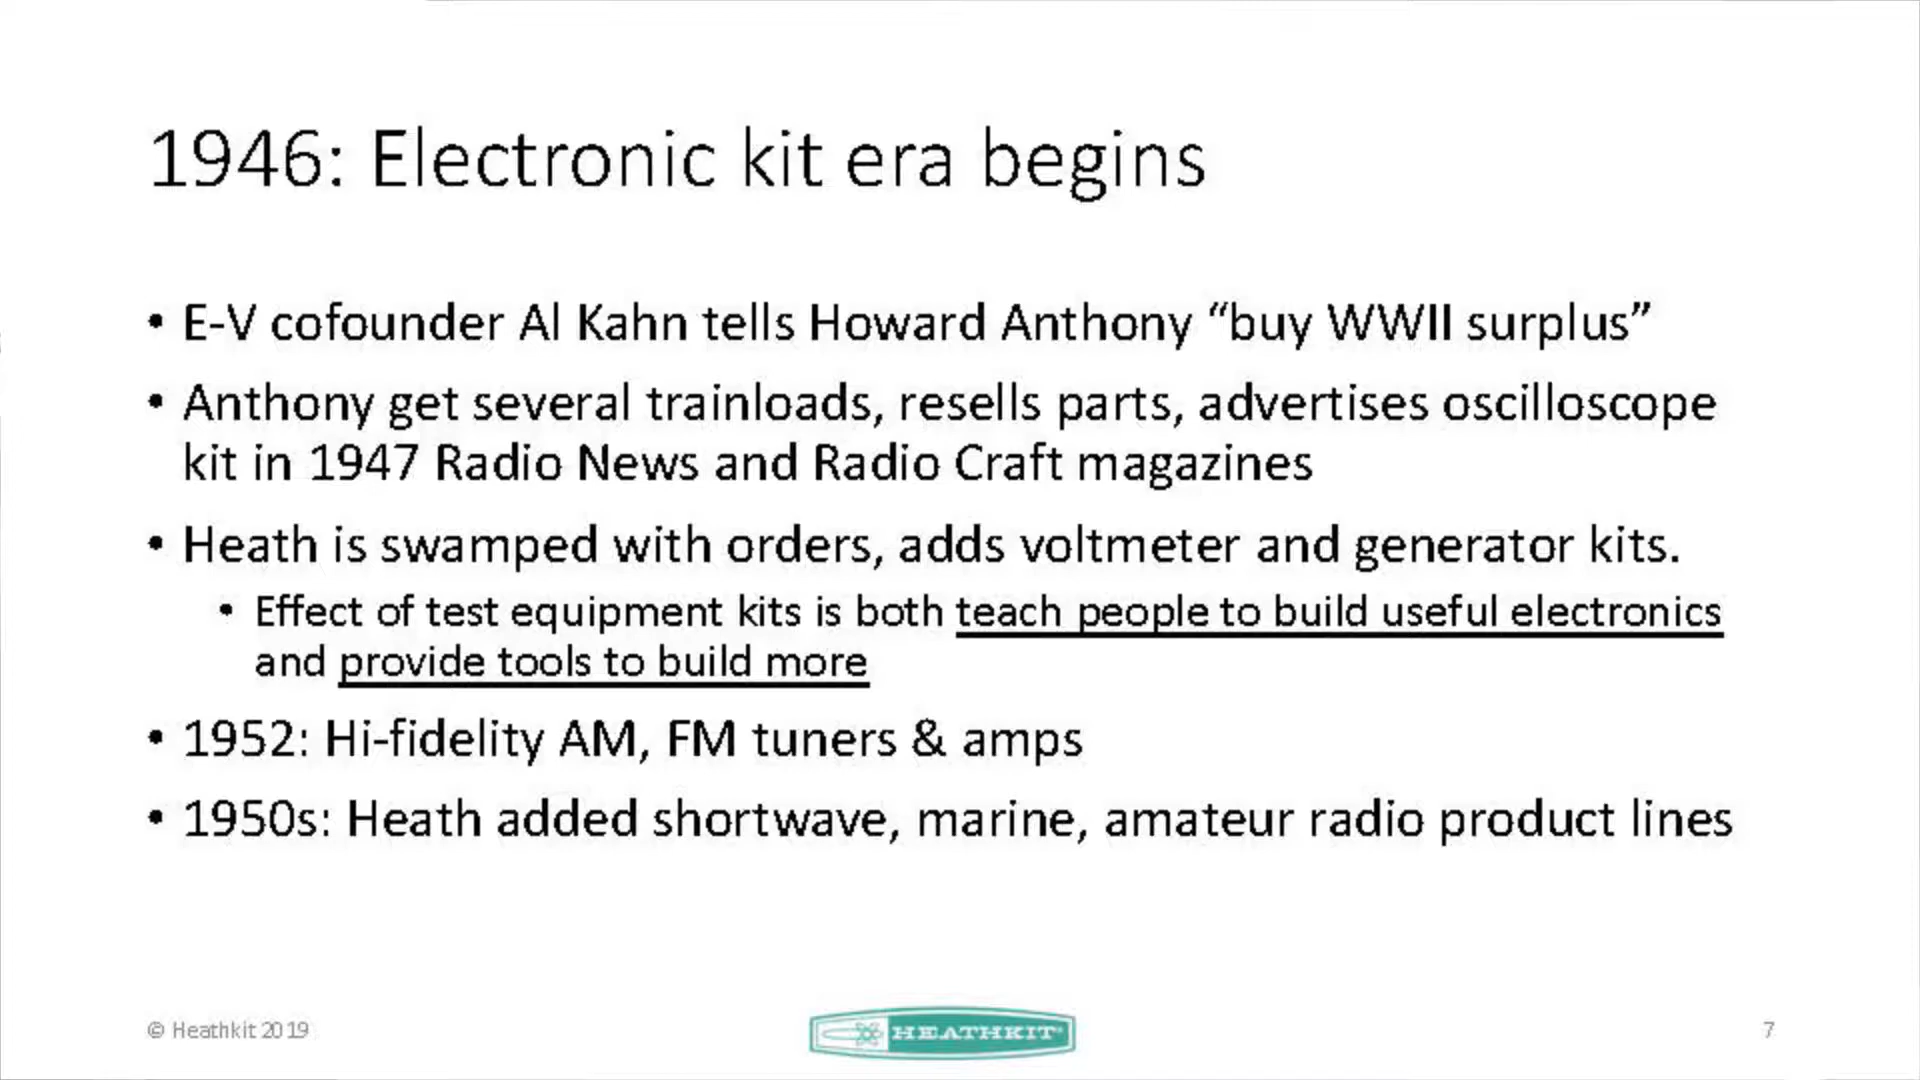 1946: Electronic kit era begins
• E-V cofounder Al Kahn tells Howard Anthony “buy WWII surplus”
• Anthony get several trainloads, resells parts, advertises oscilloscope
kit in 1947 Radio News and Radio Craft magazines
• Heath is swamped with orders, adds voltmeter and generator kits.
• Effect of test equipment kits is both teach people to build useful electronics
and provide tools to build more
• 1952: Hi-fidelity AM, FM tuners & amps
• 1950s: Heath added shortwave, marine, amateur radio product lines
© Heathkit 2019
HEATHKIT®
7